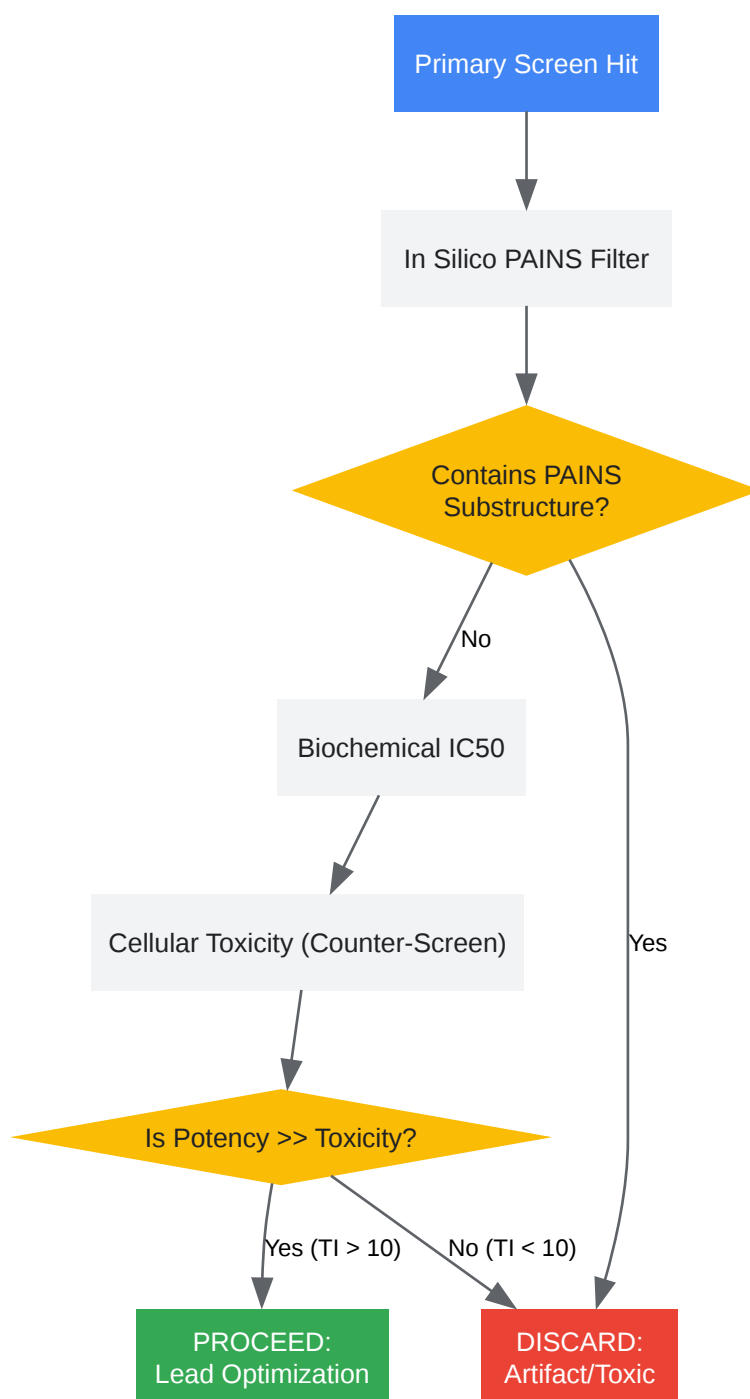 Primary Screen Hit
In Silico PAINS Filter
Contains PAINS
Substructure?
No
Biochemical IC50
Cellular Toxicity (Counter-Screen)
Yes
Is Potency >> Toxicity?
Yes (TI > 10)
No (TI < 10)
PROCEED:
Lead Optimization
DISCARD:
Artifact/Toxic